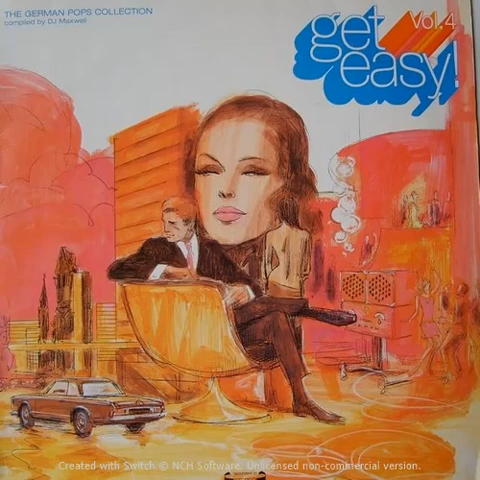 THE GERMAN POPS COLLECTION
compiled by DJ Maxwell
get
easy!
Vol.4
Created with Switch © NCH Software. Unlicensed non-commercial version.